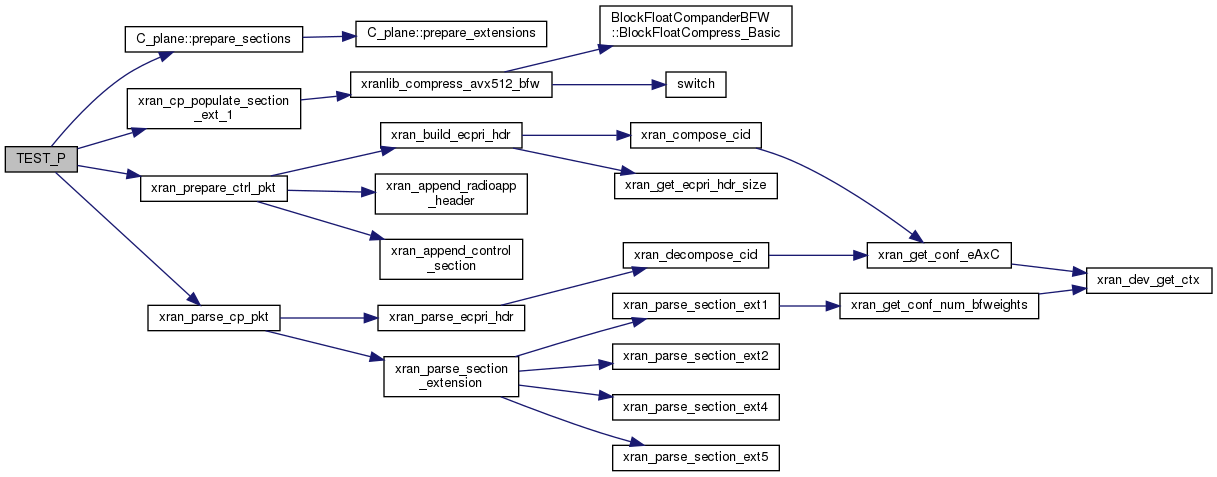 TEST_P
C_plane::prepare_sections
C_plane::prepare_extensions
xran_cp_populate_section
_ext_1
xranlib_compress_avx512_bfw
BlockFloatCompanderBFW
::BlockFloatCompress_Basic
switch
xran_prepare_ctrl_pkt
xran_build_ecpri_hdr
xran_append_radioapp
_header
xran_append_control
_section
xran_compose_cid
xran_get_ecpri_hdr_size
xran_parse_cp_pkt
xran_parse_ecpri_hdr
xran_parse_section
_extension
xran_decompose_cid
xran_parse_section_ext1
xran_parse_section_ext2
xran_parse_section_ext4
xran_parse_section_ext5
xran_get_conf_eAxC
xran_get_conf_num_bfweights
xran_dev_get_ctx